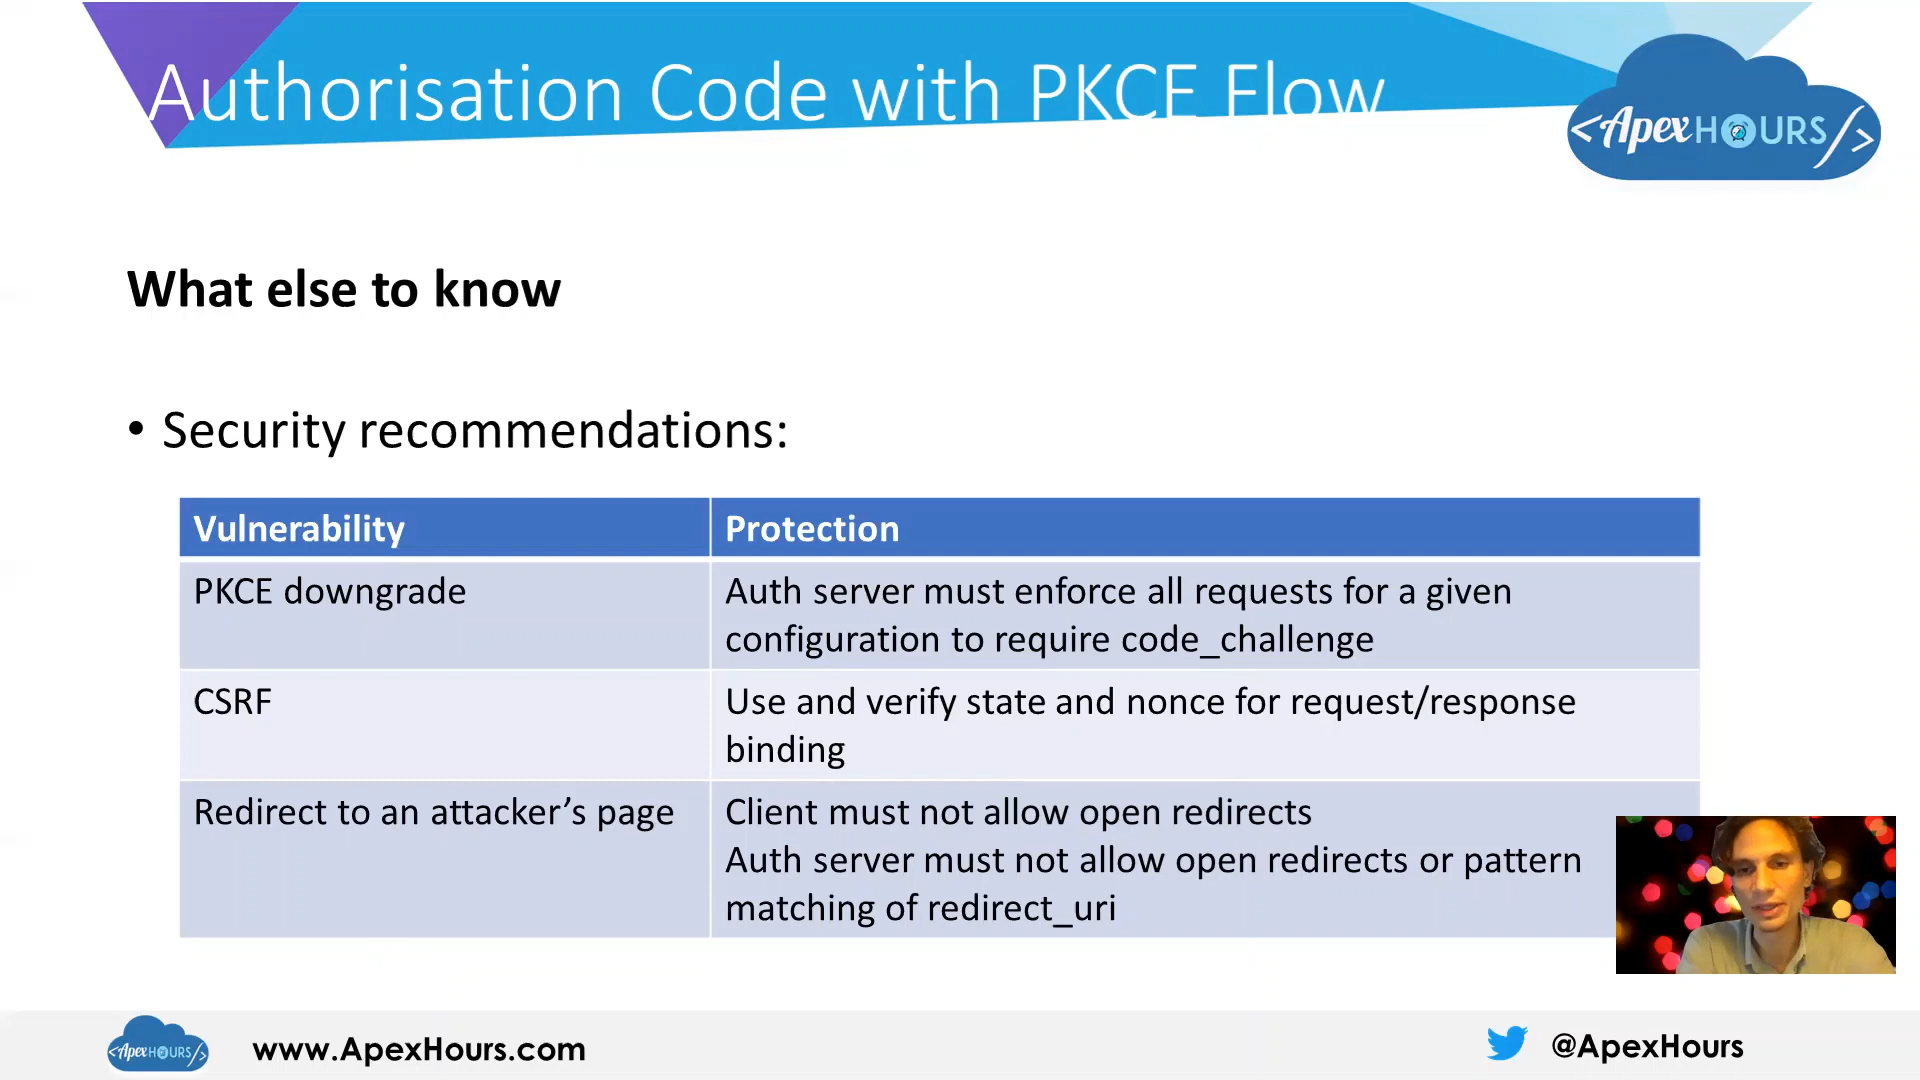 Authorisation Code with PKCE Flow
<ApexHOURS/>
What else to know
• Security recommendations:
Vulnerability
Protection
PKCE downgrade
Auth server must enforce all requests for a given
configuration to require code_challenge
CSRF
Use and verify state and nonce for request/response
binding
Redirect to an attacker’s page
Client must not allow open redirects
Auth server must not allow open redirects or pattern
matching of redirect_uri
<ApexHOURS/>
www.ApexHours.com
@ApexHours